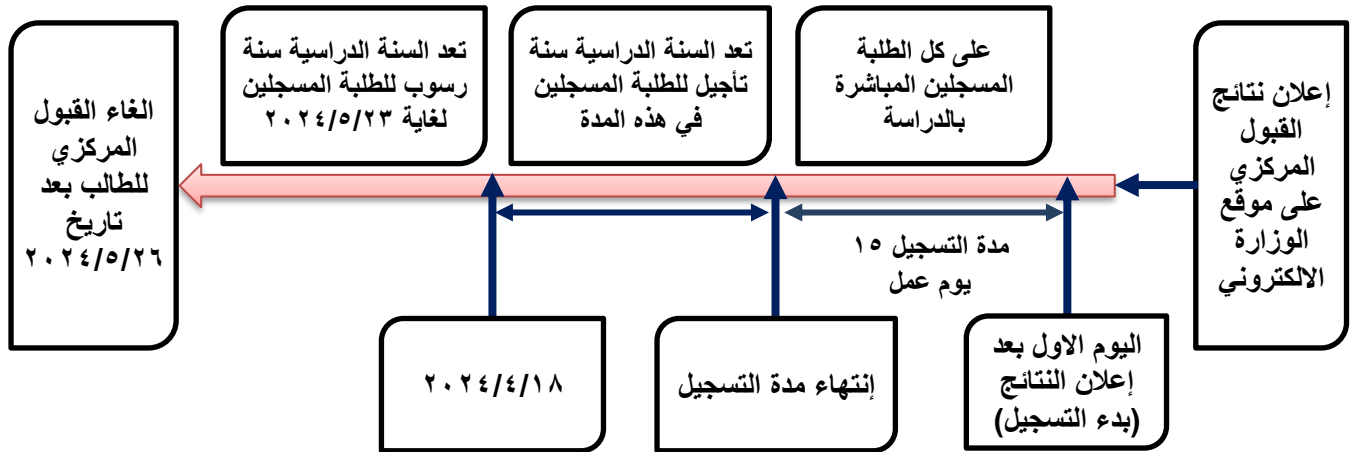 إعلان نتائج
القبول
المركزي
على موقع
الوزارة
الالكتروني
على كل الطلبة
المسجلين المباشرة
بالدراسة
تعد السنة الدراسية سنة
تأجيل للطلبة المسجلين
في هذه المدة
تعد السنة الدراسية سنة
رسوب للطلبة المسجلين
لغاية ٢٠٢٤/٥/٢٣
الغاء القبول
المركزي
للطالب بعد
تاريخ
٢٠٢٤/٥/٢٦
مدة التسجيل ١٥
يوم عمل
اليوم الاول بعد
إعلان النتائج
(بدء التسجيل)
إنتهاء مدة التسجيل
٢٠٢٤/٤/١٨